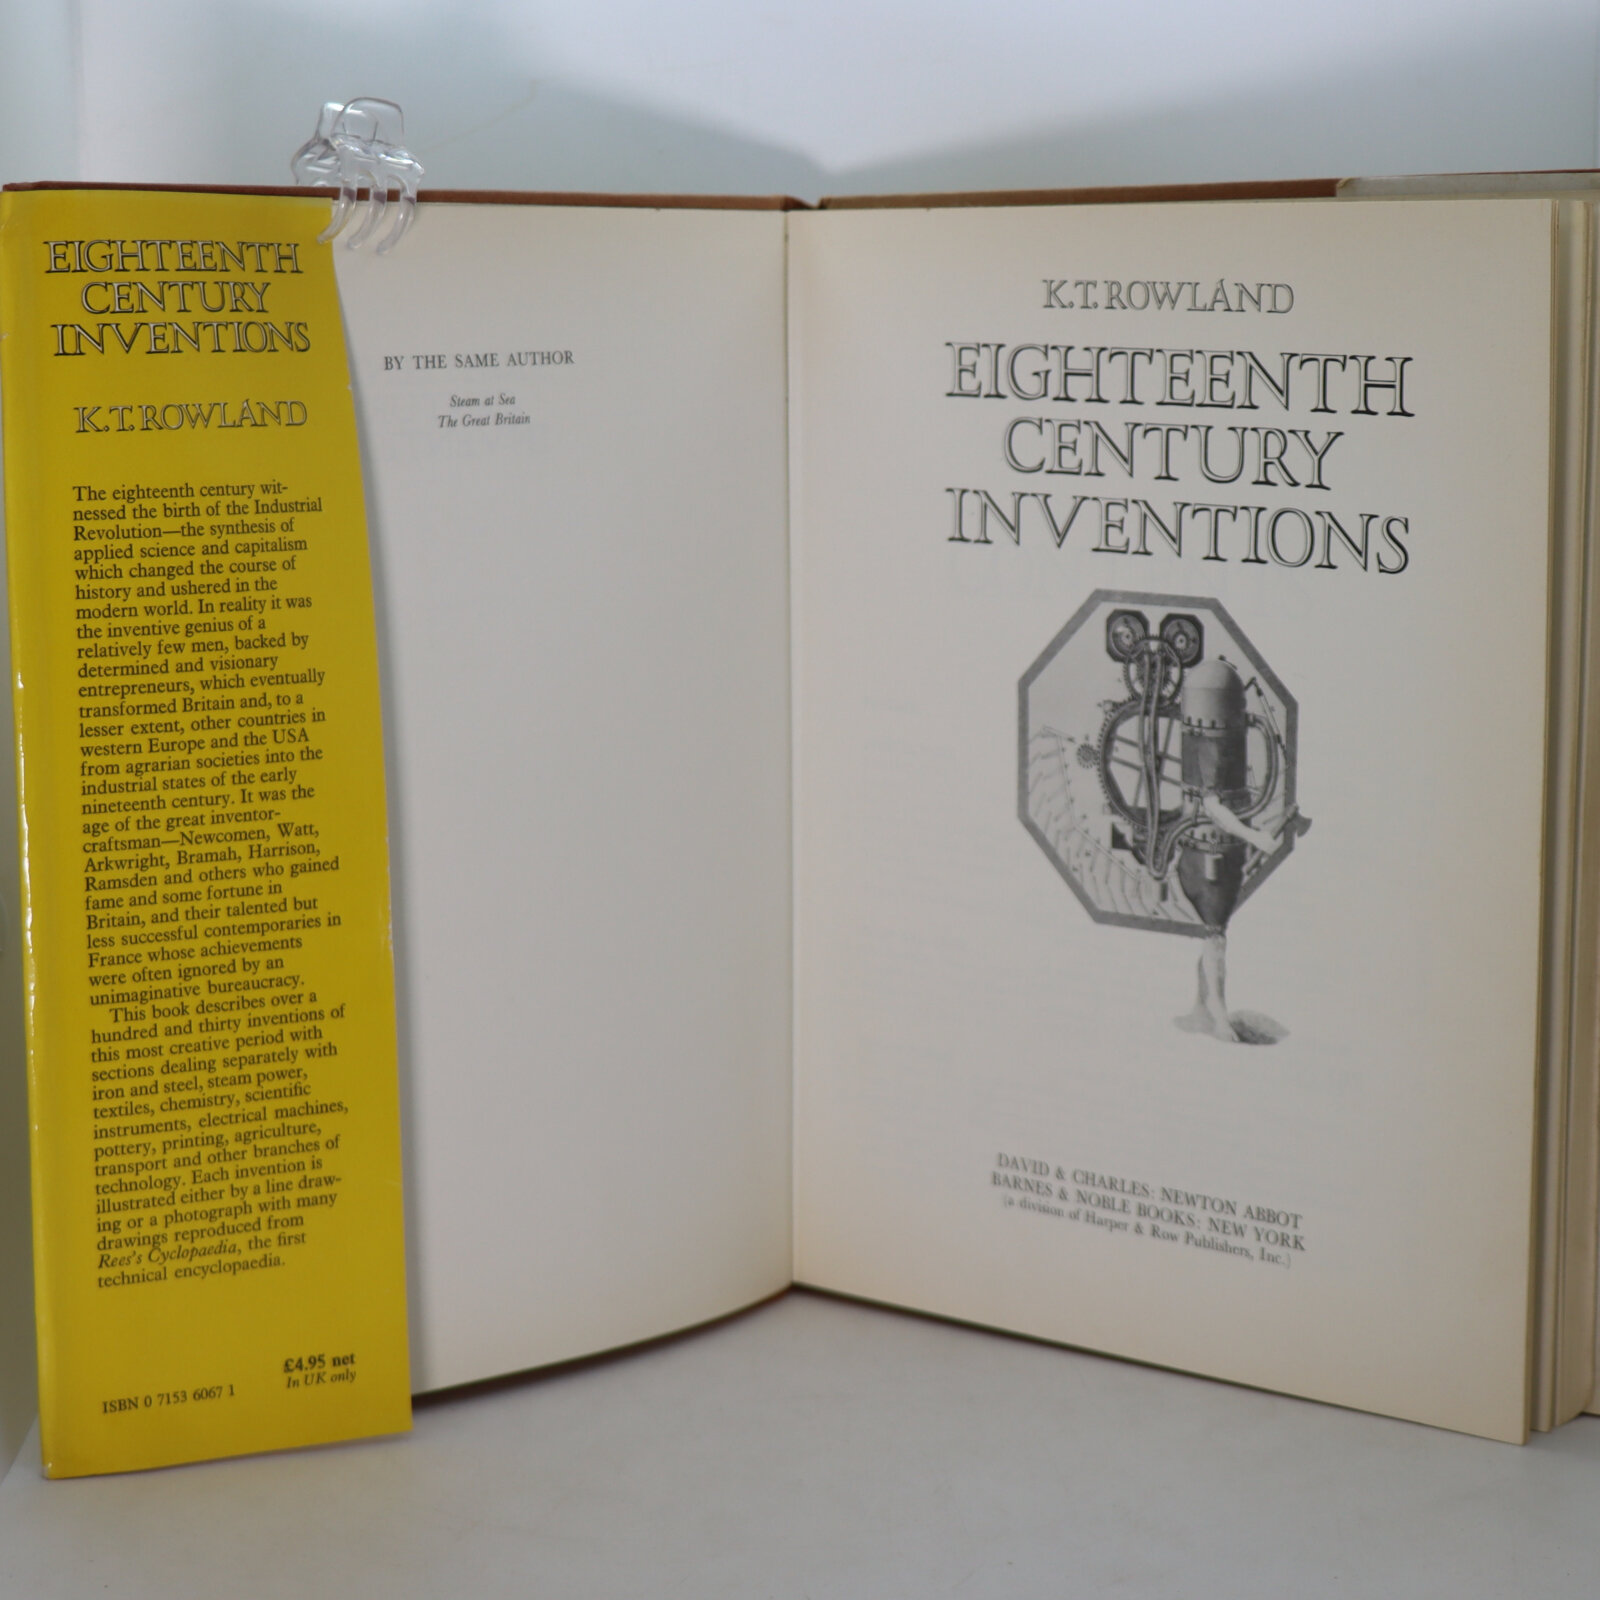 EIGHTEENTH
CENTURY
INVENTIONS
K.T. ROWLAND
The eighteenth century wit-
nessed the birth of the Industrial
Revolution—the synthesis of
applied science and capitalism
which changed the course of
history and ushered in the
modern world. In reality it was
the inventive genius of a
relatively few men, backed by
determined and visionary
entrepreneurs, which eventually
transformed Britain and, to a
lesser extent, other countries in
western Europe and the USA
from agrarian societies into the
industrial states of the early
nineteenth century. It was the
age of the great inventor-
craftsman—Newcomen, Watt,
Arkwright, Bramah, Harrison,
Ramsden and others who gained
fame and some fortune in
Britain, and their talented but
less successful contemporaries in
France whose achievements
were often ignored by an
unimaginative bureaucracy.
This book describes over a
hundred and thirty inventions of
this most creative period with
sections dealing separately with
iron and steel, steam power,
textiles, chemistry, scientific
instruments, electrical machines,
pottery, printing, agriculture,
transport and other branches of
technology. Each invention is
illustrated either by a line draw-
ing or a photograph with many
drawings reproduced from
Rees's Cyclopaedia, the first
technical encyclopaedia.
£4.95 net
In UK only
ISBN 0 7153 6067 1
BY THE SAME AUTHOR
Steam at Sea
The Great Britain
K.T. ROWLAND
EIGHTEENTH
CENTURY
INVENTIONS
DAVID & CHARLES: NEWTON ABBOT
BARNES & NOBLE BOOKS: NEW YORK
(a division of Harper & Row Publishers, Inc.)